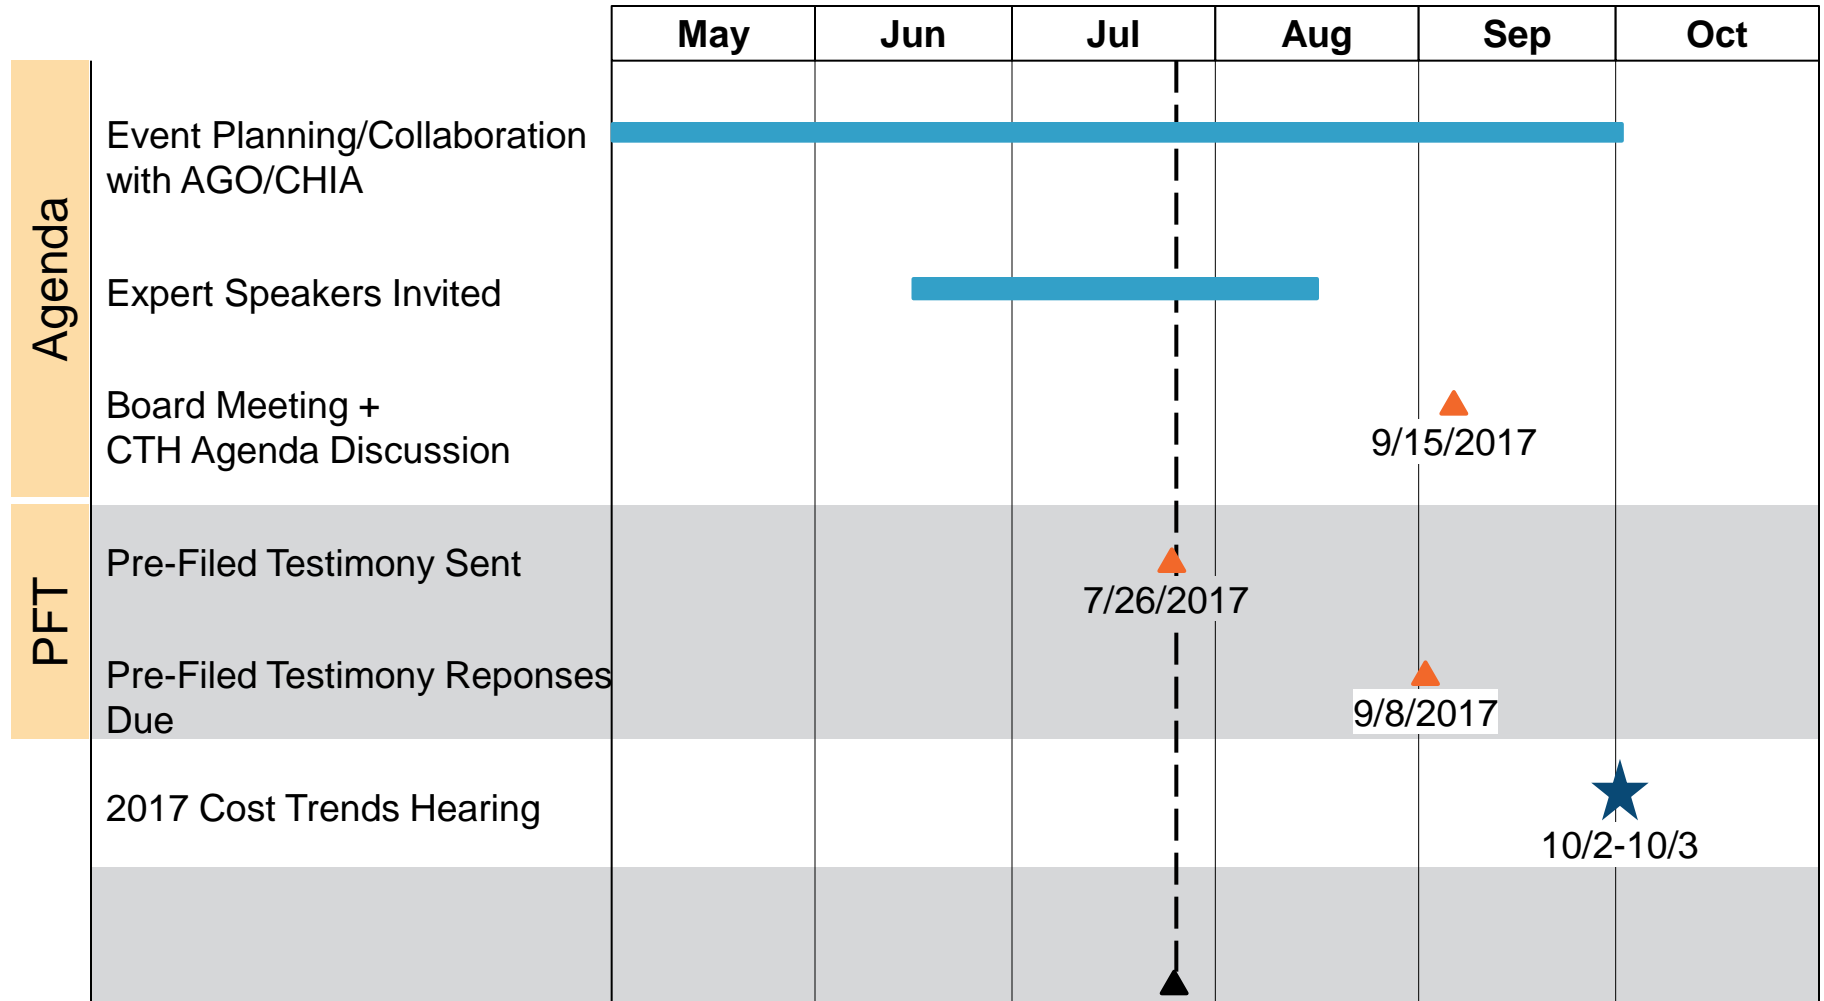 May Jun Jul Aug Sep Oct
Agenda
Event Planning/Collaboration
with AGO/CHIA
Expert Speakers Invited
Board Meeting +
CTH Agenda Discussion
9/15/2017
PFT
Pre-Filed Testimony Sent
7/26/2017
Pre-Filed Testimony Reponses
Due
9/8/2017
2017 Cost Trends Hearing
10/2-10/3